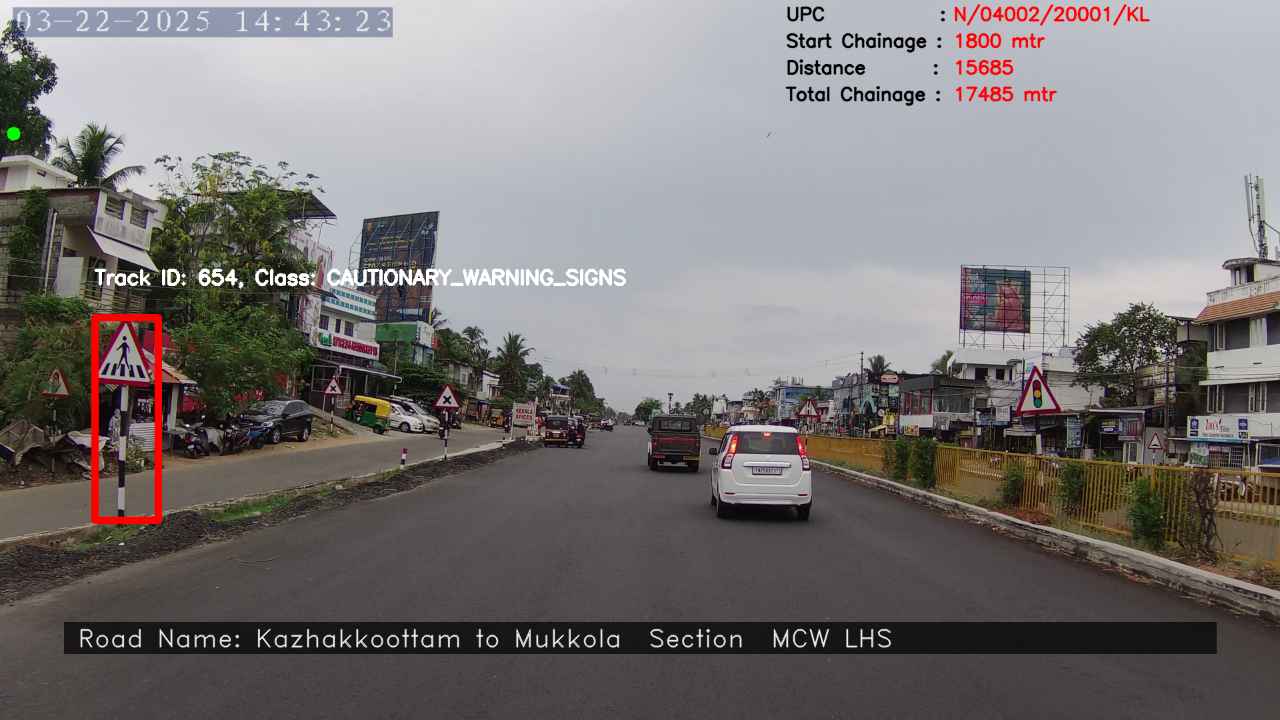 03-22-2025 14:43:23
UPC : N/04002/20001/KL
Start Chainage : 1800 mtr
Distance : 15685
Total Chainage : 17485 mtr
Track ID: 654, Class: CAUTIONARY_WARNING_SIGNS
KERALA
Road Name: Kazhakkoottam to Mukkola Section MCW LHS